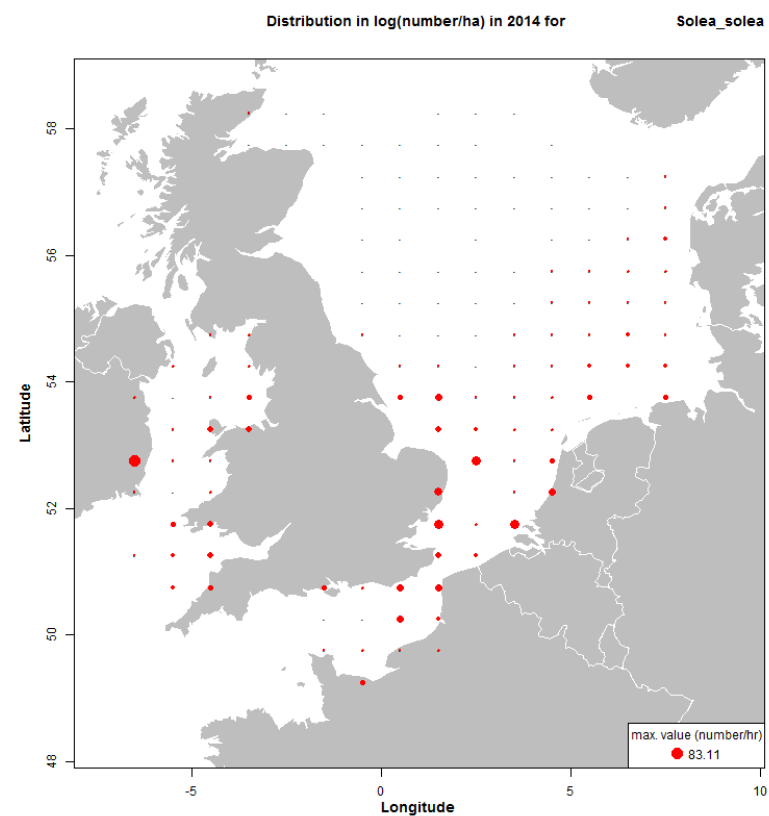 Distribution in log(number/ha) in 2014 for Solea_solea
58
56
54
52
50
48
Latitude
max. value (number/hr)
83.11
-5 0 5 10
Longitude